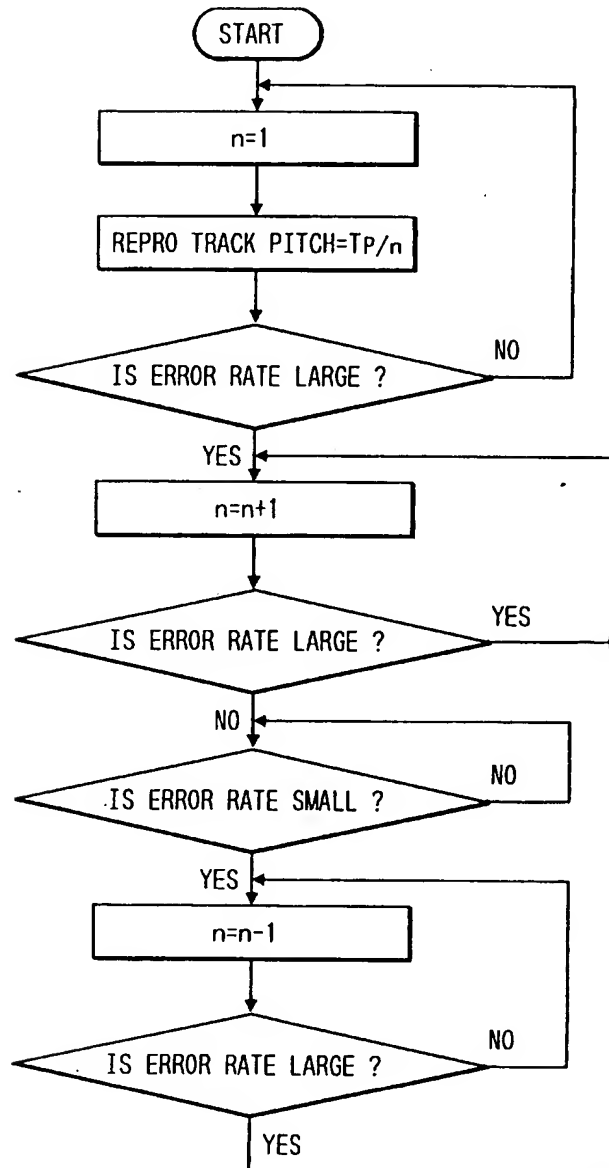 START
n=1
REPRO TRACK PITCH=TP/n
IS ERROR RATE LARGE ?
NO
YES
n=n+1
IS ERROR RATE LARGE ?
YES
NO
IS ERROR RATE SMALL ?
NO
YES
n=n-1
IS ERROR RATE LARGE ?
NO
YES